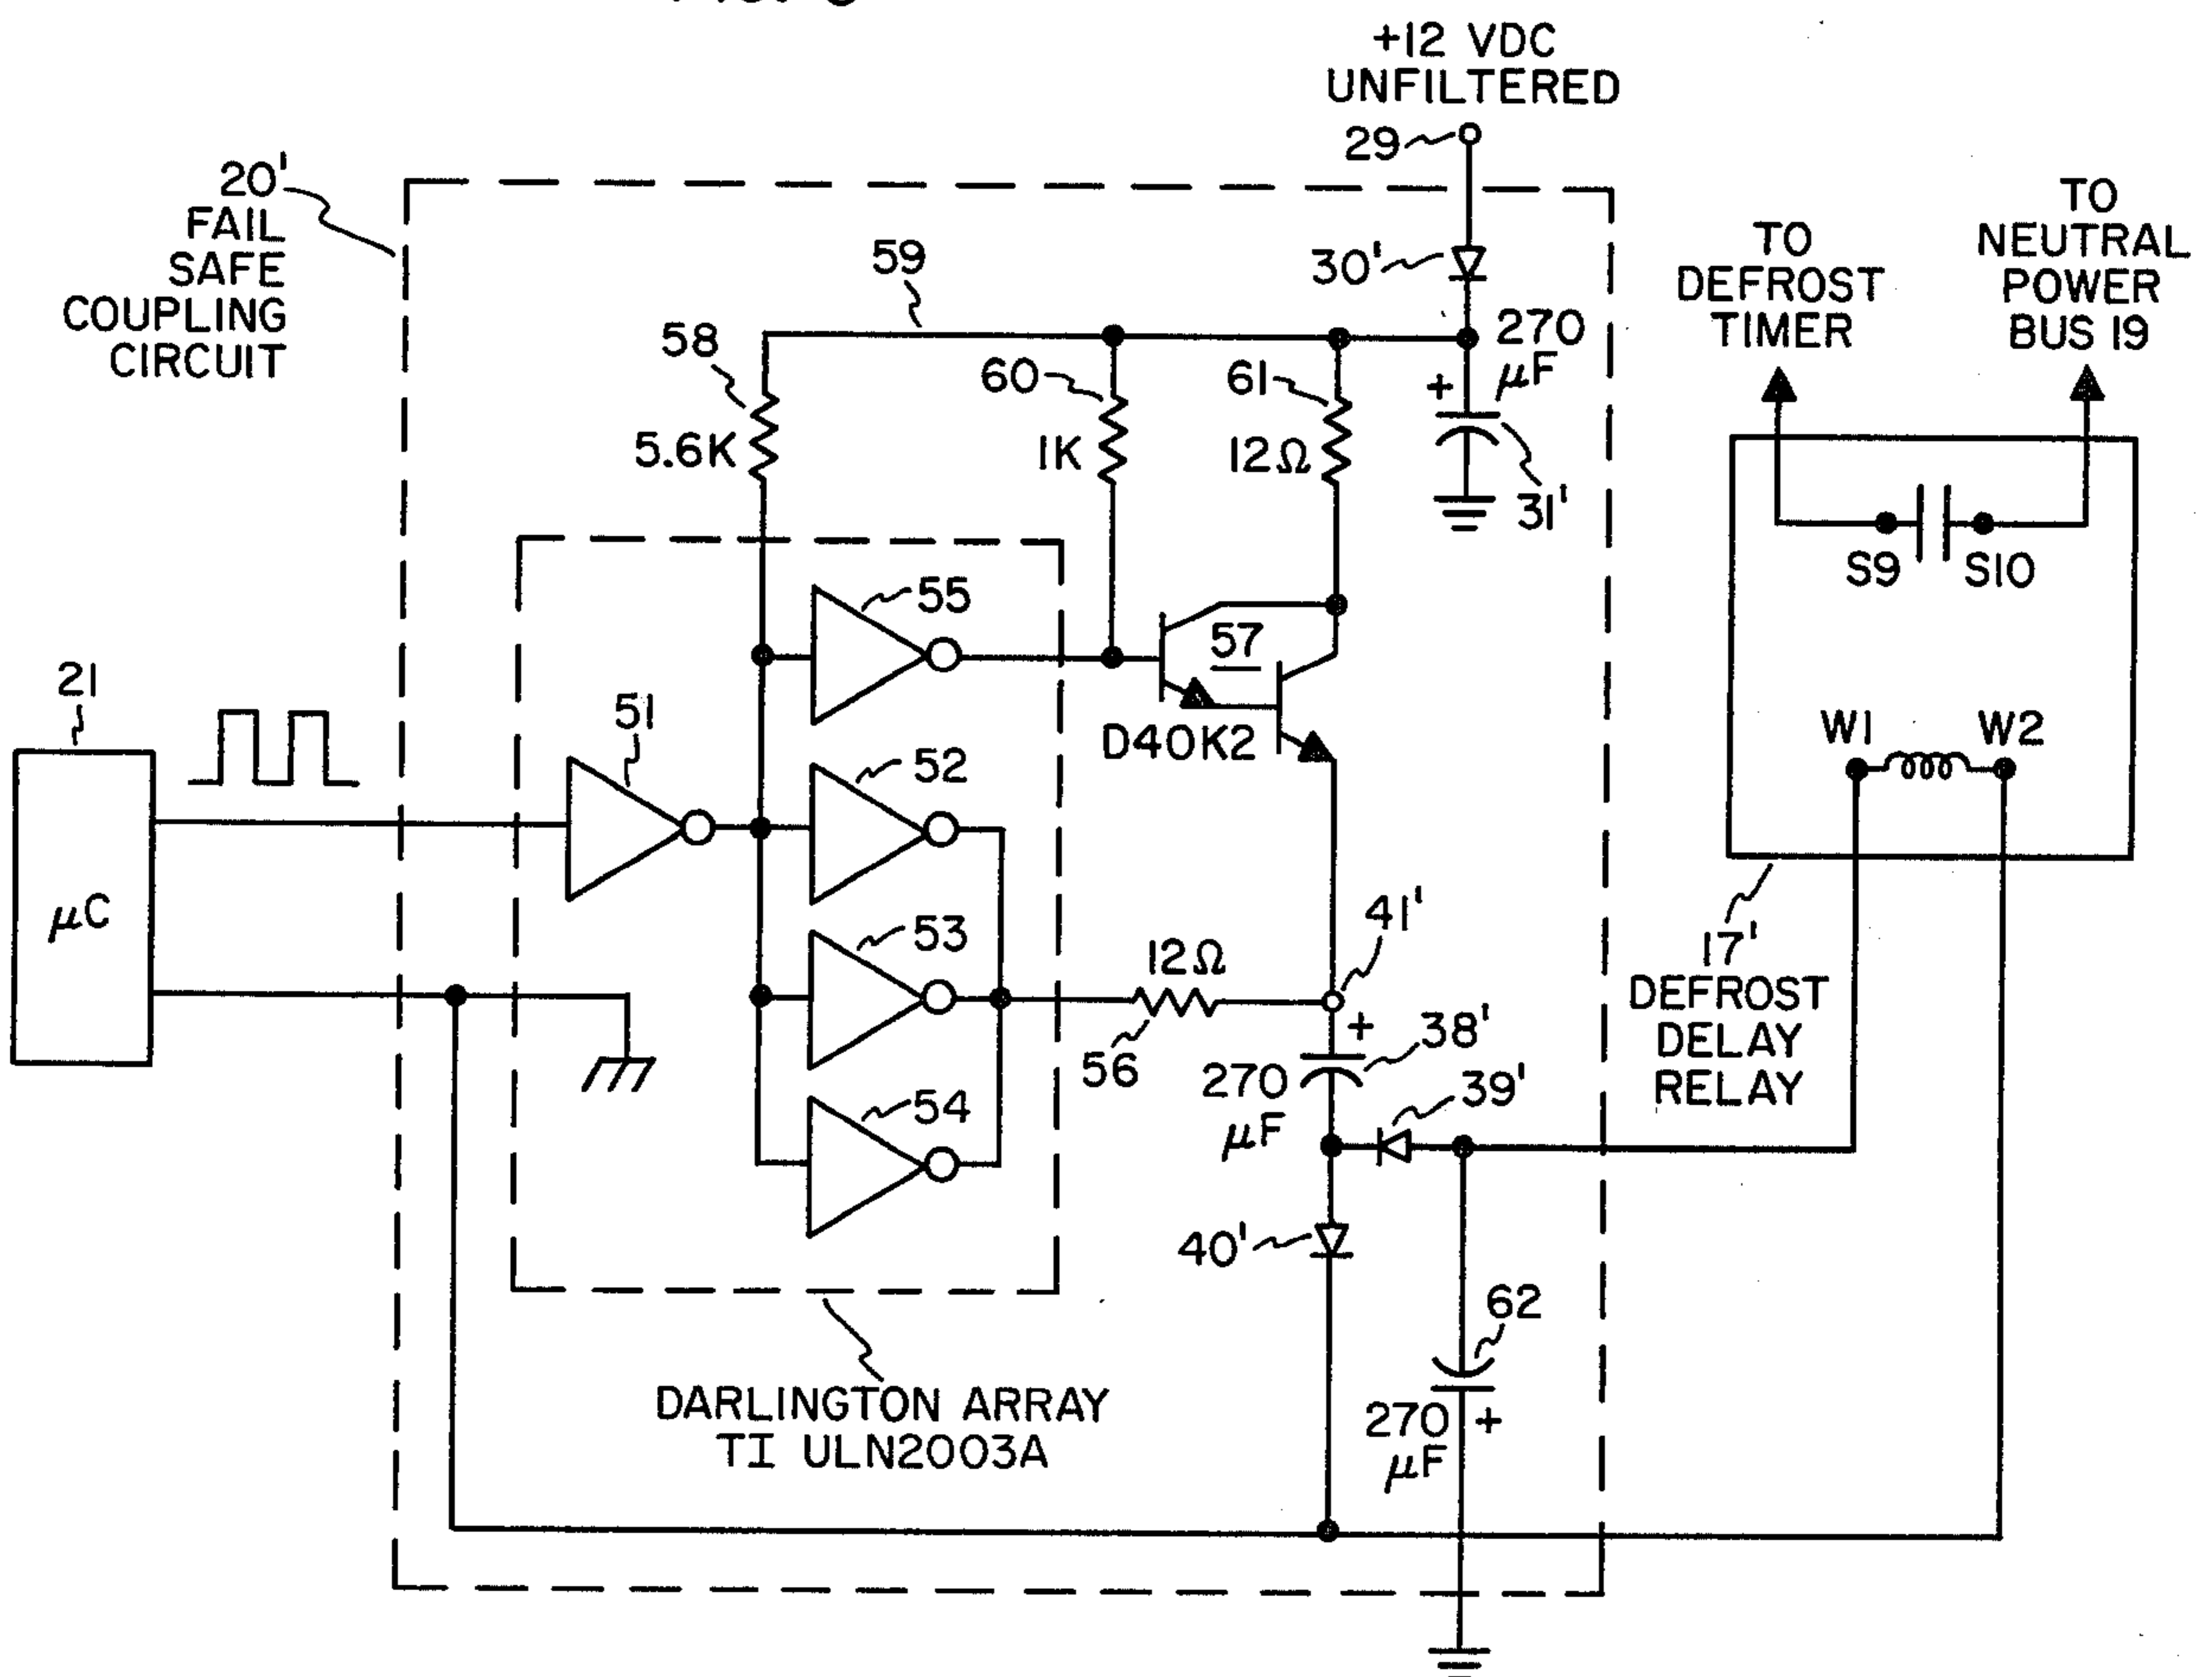 +12 VDC
UNFILTERED
29
20'
FAIL
SAFE
COUPLING
CIRCUIT
TO
DEFROST
TIMER
TO
NEUTRAL
POWER
BUS 19
59
30'
270
µF
+
31'
58
5.6K
60
1K
61
12Ω
S9
S10
55
57
D40K2
21
µC
51
52
53
54
W1
W2
12Ω
56
41'
+
38'
270
µF
39'
17'
DEFROST
DELAY
RELAY
40'
62
270
µF
+
DARLINGTON ARRAY
TI ULN2003A